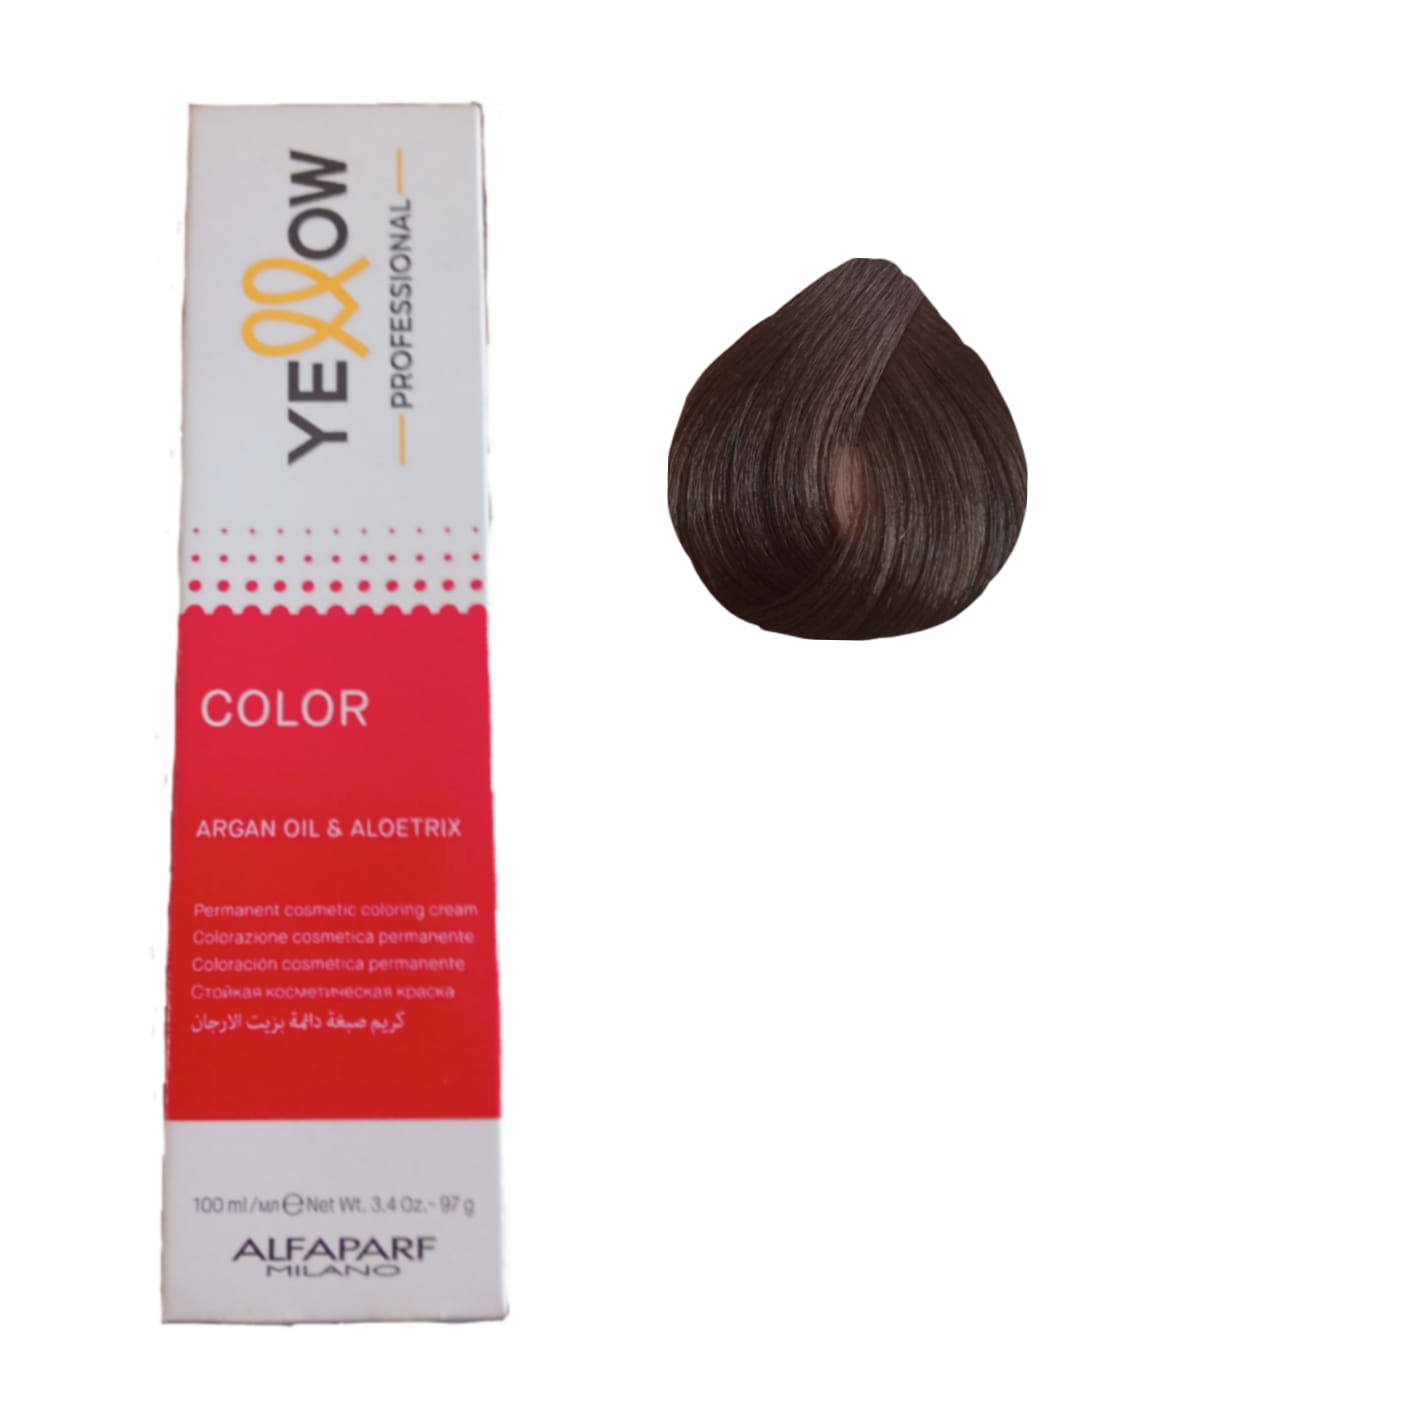 YELLOW
PROFESSIONAL
COLOR
ARGAN OIL & ALOETRIX
Permanent cosmetic coloring cream
Colorazione cosmetica permanente
Coloración cosmética permanente
Стойкая косметическая краска
كريم صبغة دائمة بزيت الارجان
100 ml/мл ℮ Net Wt. 3.4 Oz.- 97 g
ALFAPARF
MILANO